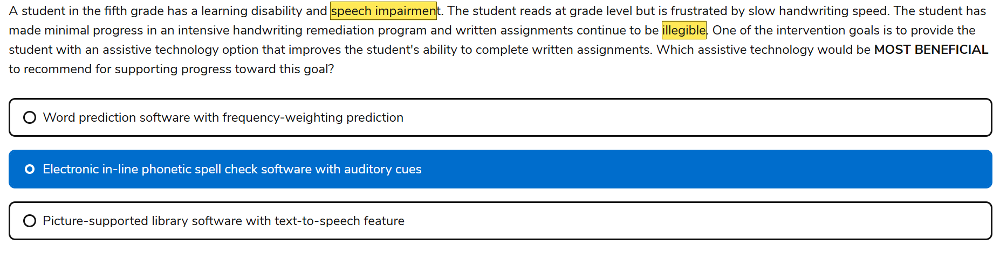 A student in the fifth grade has a learning disability and speech impairment. The student reads at grade level but is frustrated by slow handwriting speed. The student has
made minimal progress in an intensive handwriting remediation program and written assignments continue to be illegible. One of the intervention goals is to provide the
student with an assistive technology option that improves the student's ability to complete written assignments. Which assistive technology would be MOST BENEFICIAL
to recommend for supporting progress toward this goal?
Word prediction software with frequency-weighting prediction
Electronic in-line phonetic spell check software with auditory cues
Picture-supported library software with text-to-speech feature